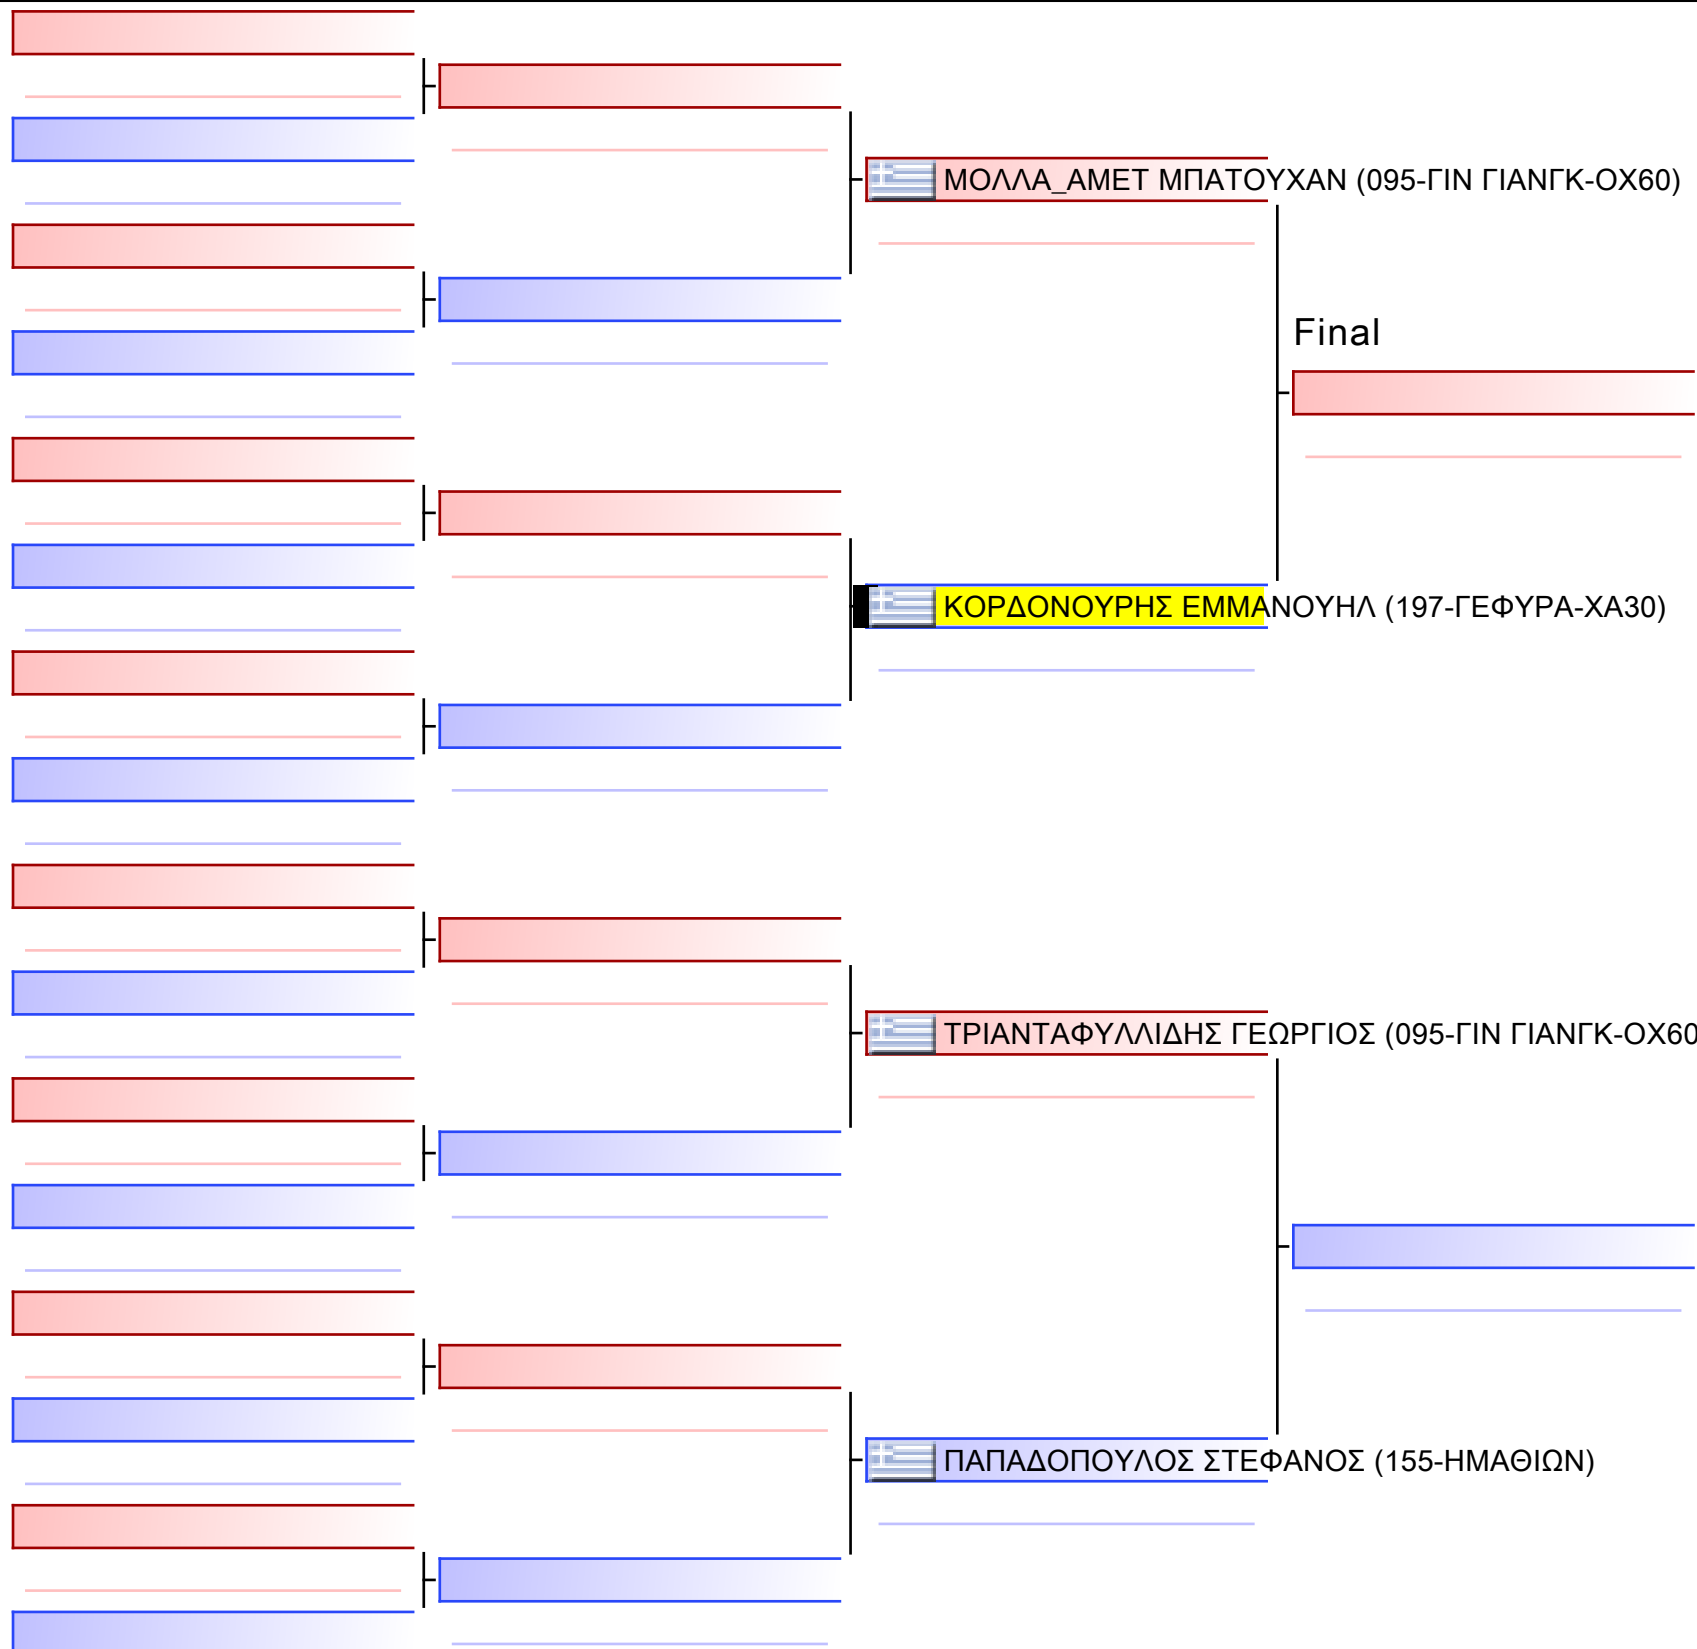 ΜΟΛΛΑ_ΑΜΕΤ ΜΠΑΤΟΥΧΑΝ (095-ΓΙΝ ΓΙΑΝΓΚ-ΟΧ60)
Final
ΚΟΡΔΟΝΟΥΡΗΣ ΕΜΜΑΝΟΥΗΛ (197-ΓΕΦΥΡΑ-ΧΑ30)
ΤΡΙΑΝΤΑΦΥΛΛΙΔΗΣ ΓΕΩΡΓΙΟΣ (095-ΓΙΝ ΓΙΑΝΓΚ-ΟΧ60
ΠΑΠΑΔΟΠΟΥΛΟΣ ΣΤΕΦΑΝΟΣ (155-ΗΜΑΘΙΩΝ)